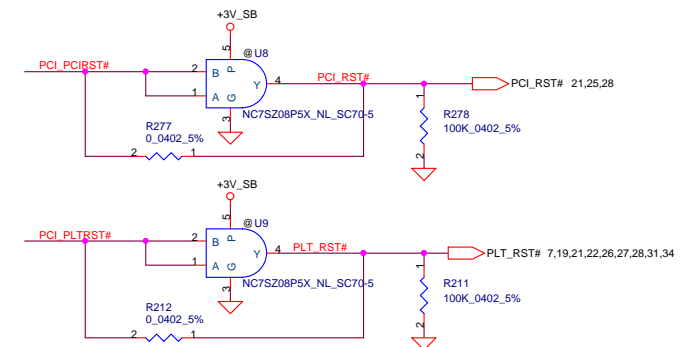 +3V_SB
5
@ U8
PCI_PCIRST#
2
B
P
Y
4
PCI_RST#
PCI_RST# 21,25,28
1
A
G
3
NC7SZ08P5X_NL_SC70-5
1
R278
100K_0402_5%
2
R277
0_0402_5%
2
1
+3V_SB
5
@ U9
PCI_PLTRST#
2
B
P
Y
4
PLT_RST#
PLT_RST# 7,19,21,22,26,27,28,31,34
1
A
G
3
NC7SZ08P5X_NL_SC70-5
1
R211
100K_0402_5%
2
R212
0_0402_5%
2
1